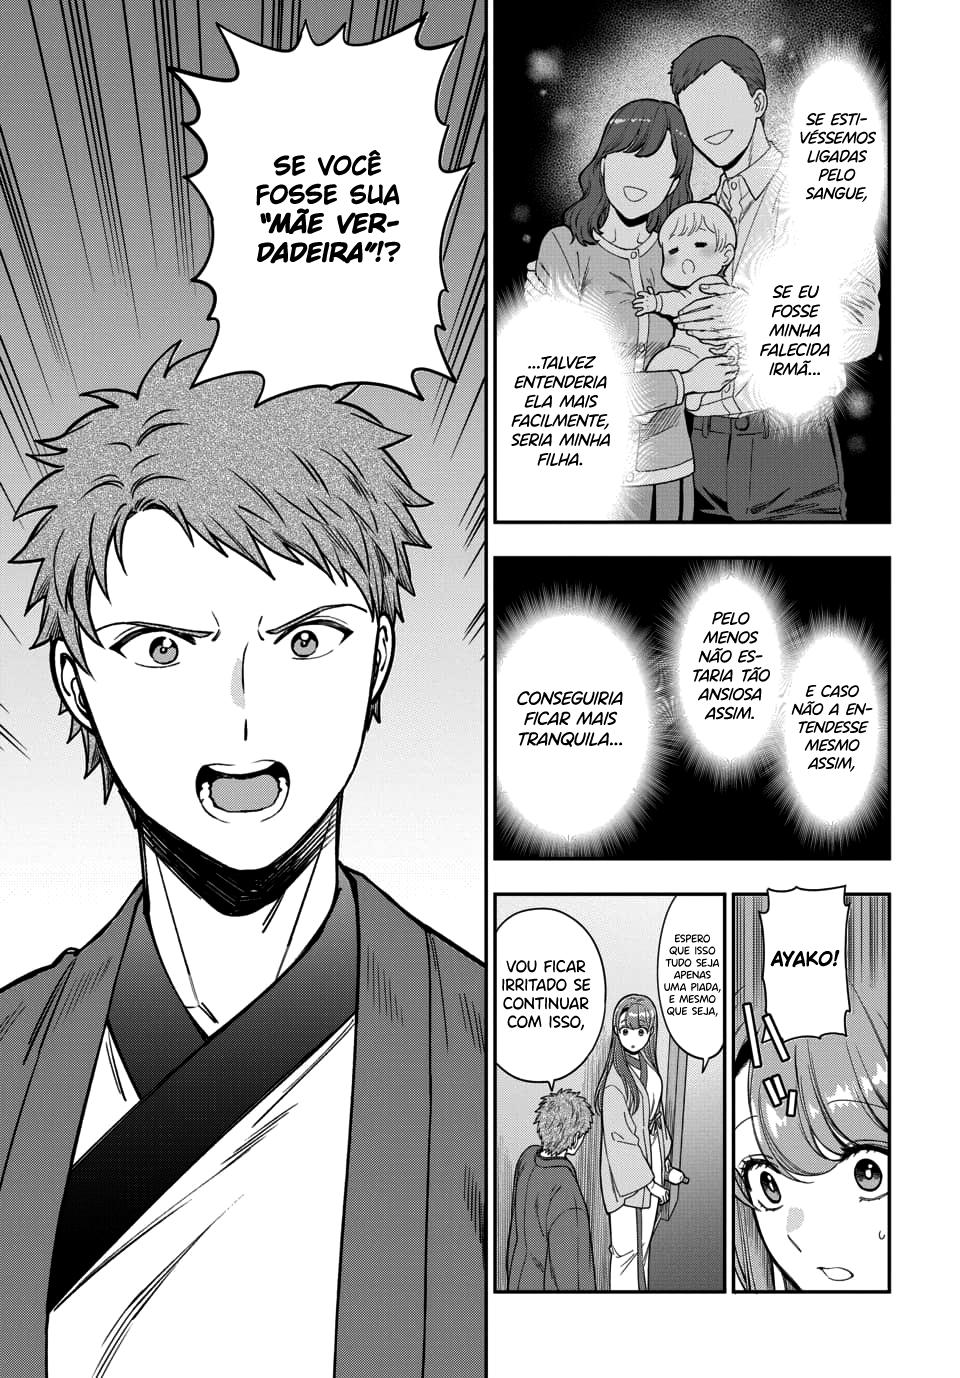 SE ESTI-
VÉSSEMOS
LIGADAS
PELO
SANGUE,
SE EU
FOSSE
MINHA
FALECIDA
IRMÃ...
...TALVEZ
ENTENDERIA
ELA MAIS
FACILMENTE,
SERIA MINHA
FILHA.
E CASO
NÃO A EN-
TENDESSE
MESMO
ASSIM,
PELO
MENOS
NÃO ES-
TARIA TÃO
ANSIOSA
ASSIM.
CONSEGUIRIA
FICAR MAIS
TRANQUILA...
AYAKO!
ESPERO
QUE ISSO
TUDO SEJA
APENAS
UMA PIADA,
E MESMO
QUE SEJA,
VOU FICAR
IRRITADO SE
CONTINUAR
COM ISSO,
SE VOCÊ
FOSSE SUA
"MÃE VER-
DADEIRA"!?